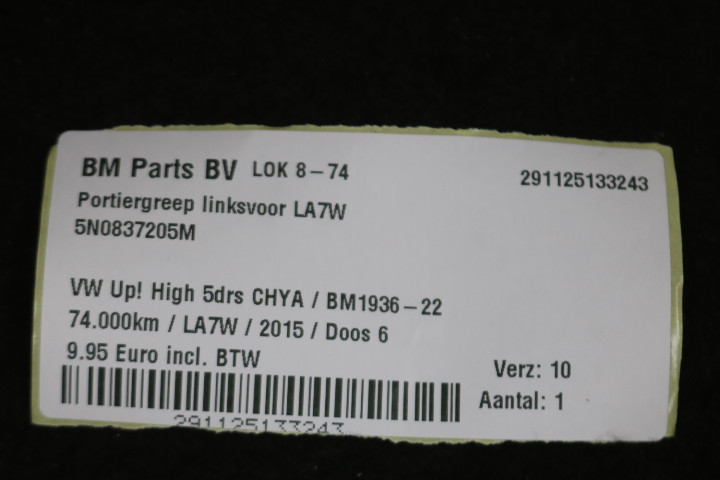 BM Parts BV LOK 8-74
291125133243
Portiergreep linksvoor LA7W
5N0837205M
VW Up! High 5drs CHYA / BM1936-22
74.000km / LA7W / 2015 / Doos 6
9.95 Euro incl. BTW
Verz: 10
Aantal: 1
291125133243